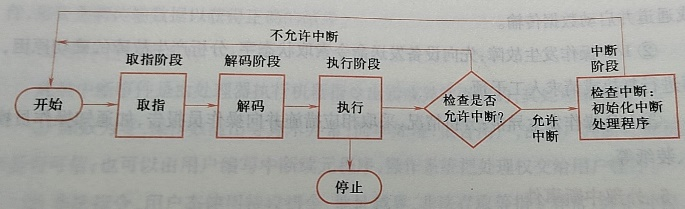 不允许中断
中断
阶段
取指阶段
解码阶段
执行阶段
开始
取指
解码
执行
检查是否
允许中断？
允许
中断
检查中断：
初始化中断
处理程序
停止